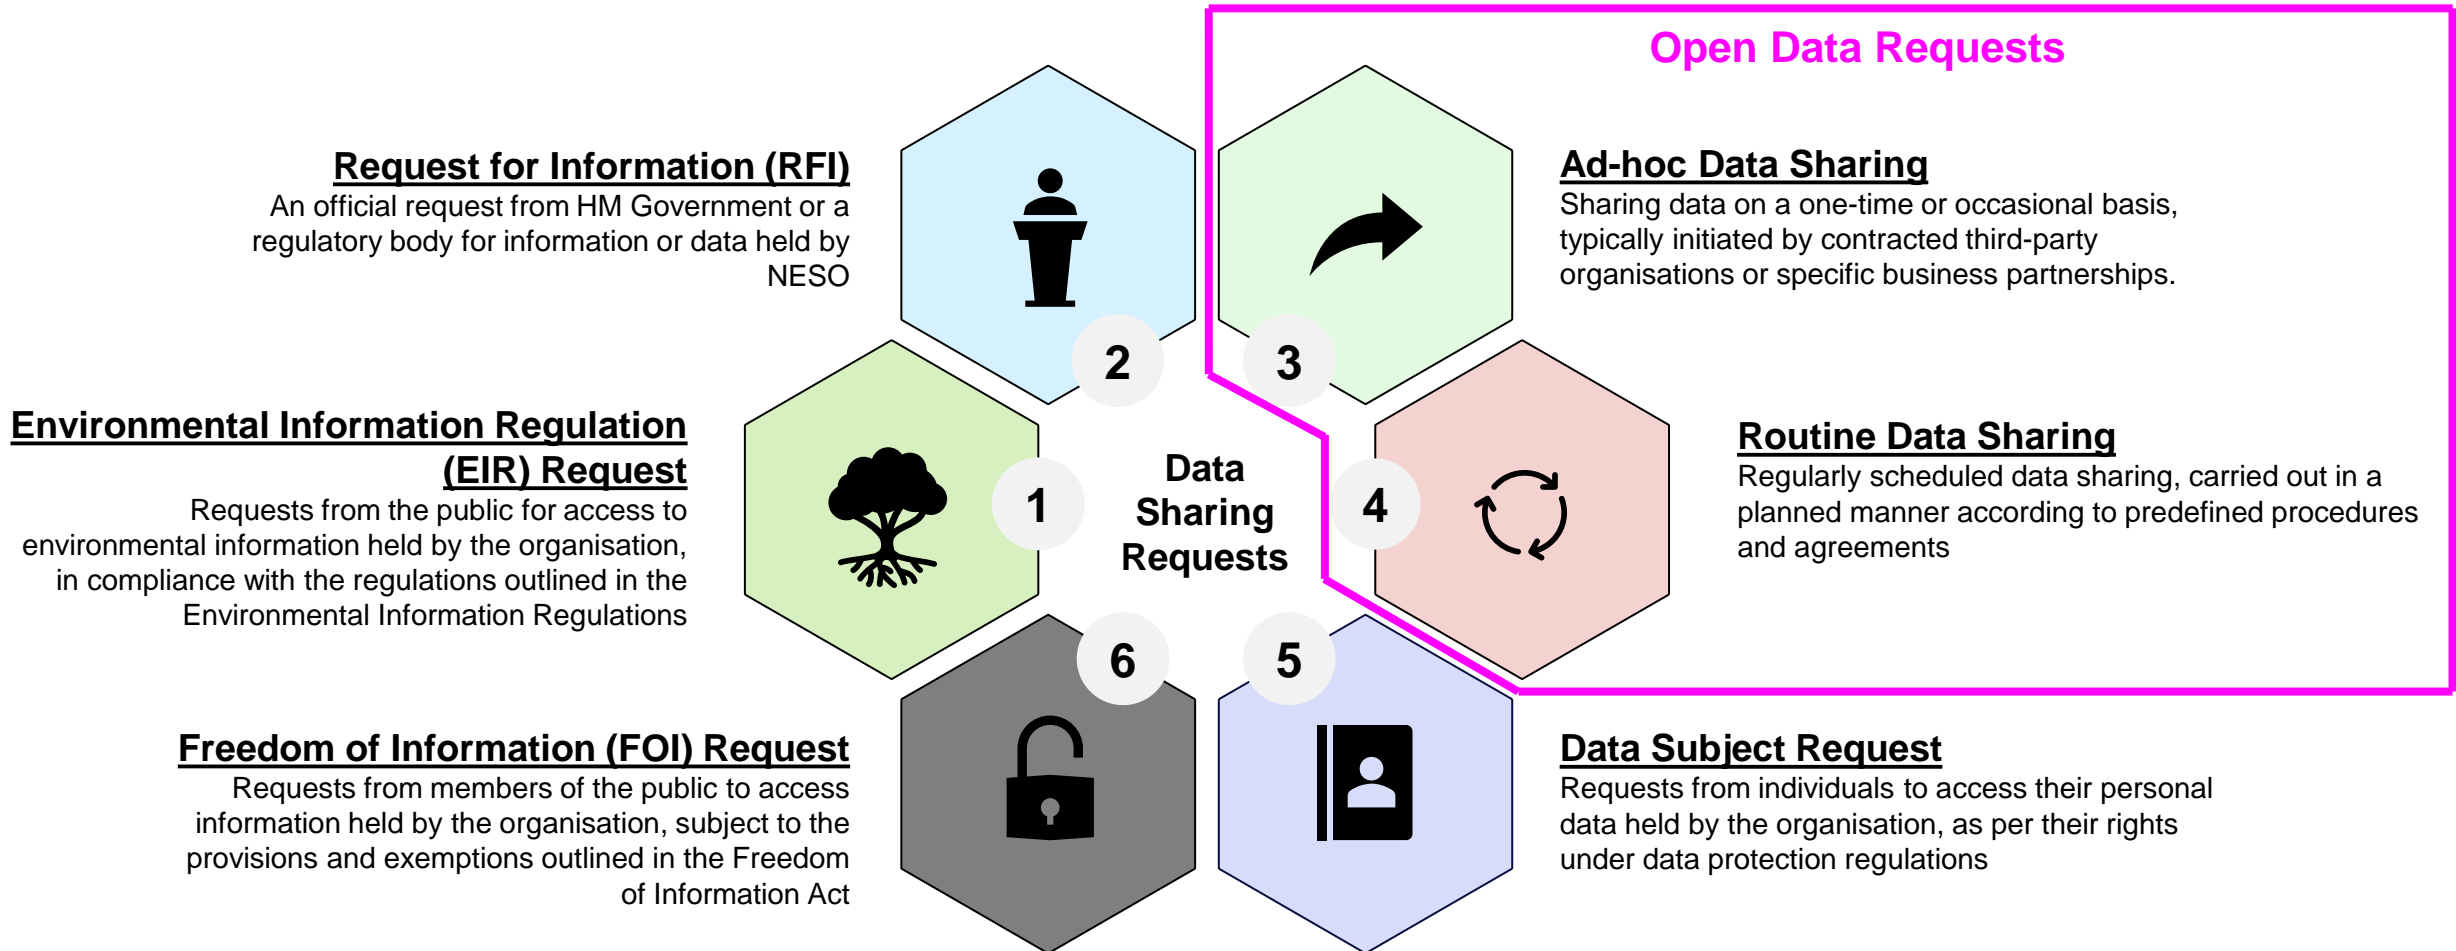 Open Data Requests
Request for Information (RFI)
An official request from HM Government or a
regulatory body for information or data held by
NESO
Ad-hoc Data Sharing
Sharing data on a one-time or occasional basis,
typically initiated by contracted third-party
organisations or specific business partnerships.
2
3
Environmental Information Regulation
(EIR) Request
Requests from the public for access to
environmental information held by the organisation,
in compliance with the regulations outlined in the
Environmental Information Regulations
1
Data
Sharing
Requests
4
Routine Data Sharing
Regularly scheduled data sharing, carried out in a
planned manner according to predefined procedures
and agreements
6
5
Freedom of Information (FOI) Request
Requests from members of the public to access
information held by the organisation, subject to the
provisions and exemptions outlined in the Freedom
of Information Act
Data Subject Request
Requests from individuals to access their personal
data held by the organisation, as per their rights
under data protection regulations